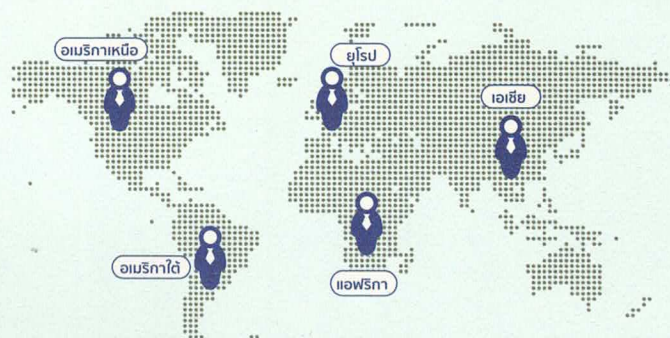 อเมริกาเหนือ
ยุโรป
เอเชีย
อเมริกาใต้
แอฟริกา